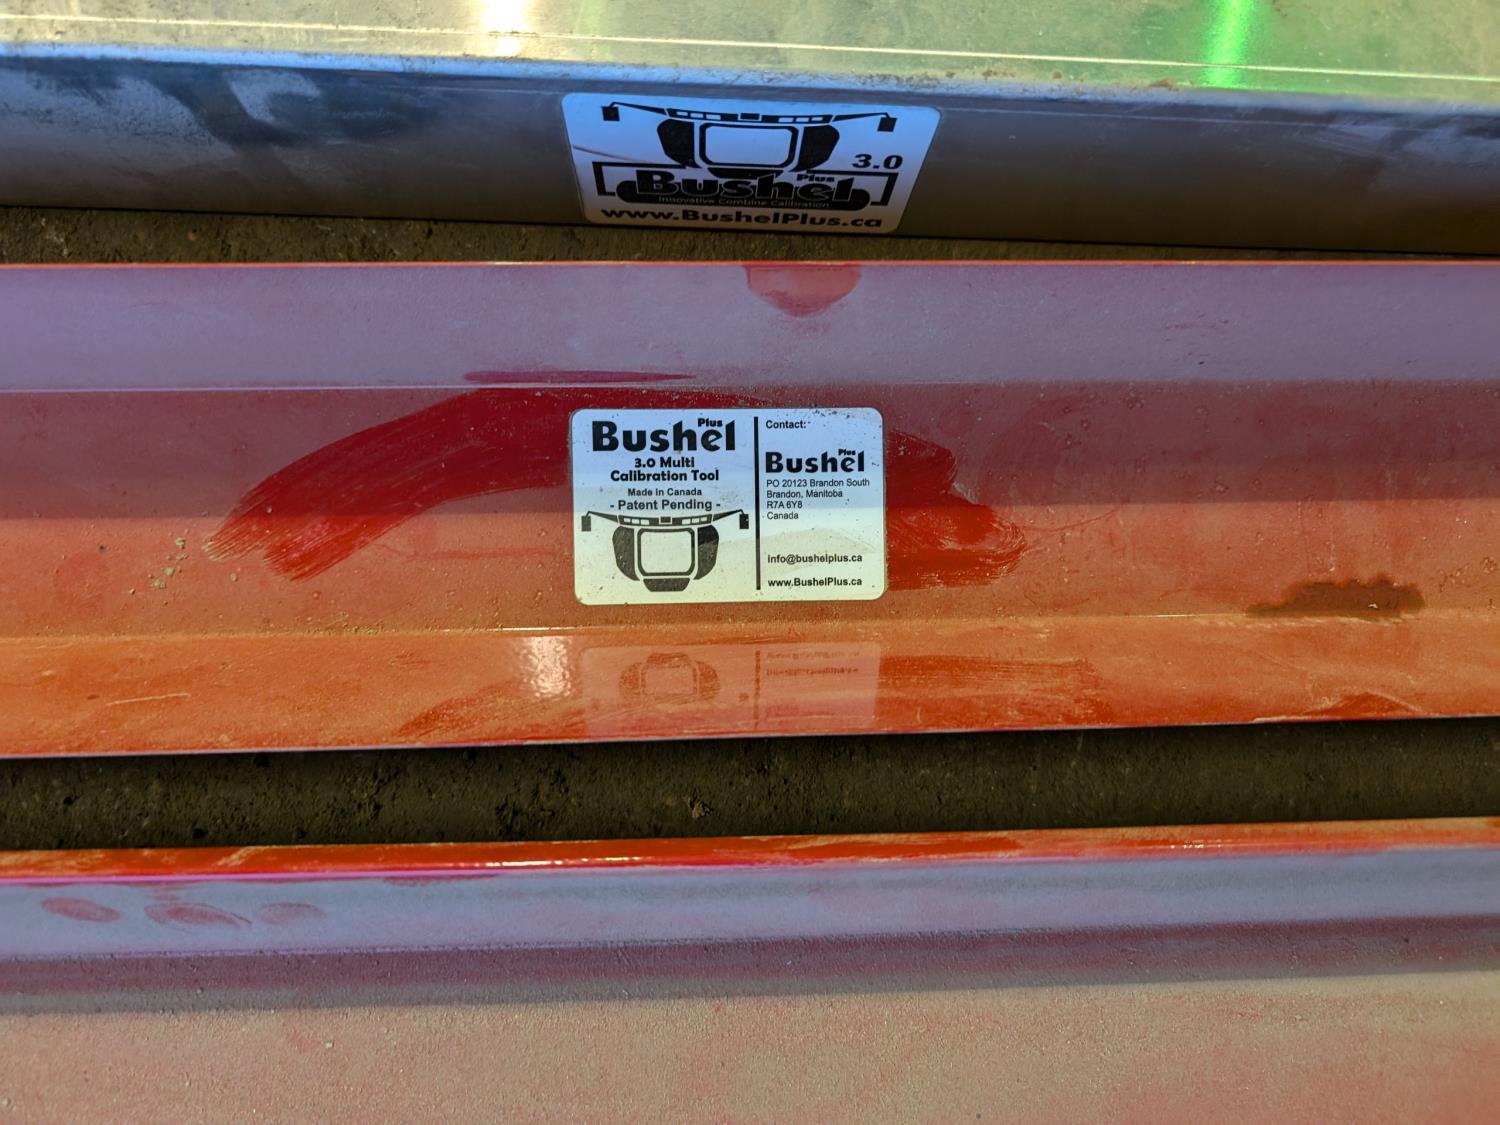 3.0
Bushel Plus
Innovative Combine Calibration
www.BushelPlus.ca
Bushel Plus
3.0 Multi
Calibration Tool
Made in Canada
- Patent Pending -
Contact:
Bushel Plus
PO 20123 Brandon South
Brandon, Manitoba
R7A 6Y8
Canada
info@bushelplus.ca
www.BushelPlus.ca